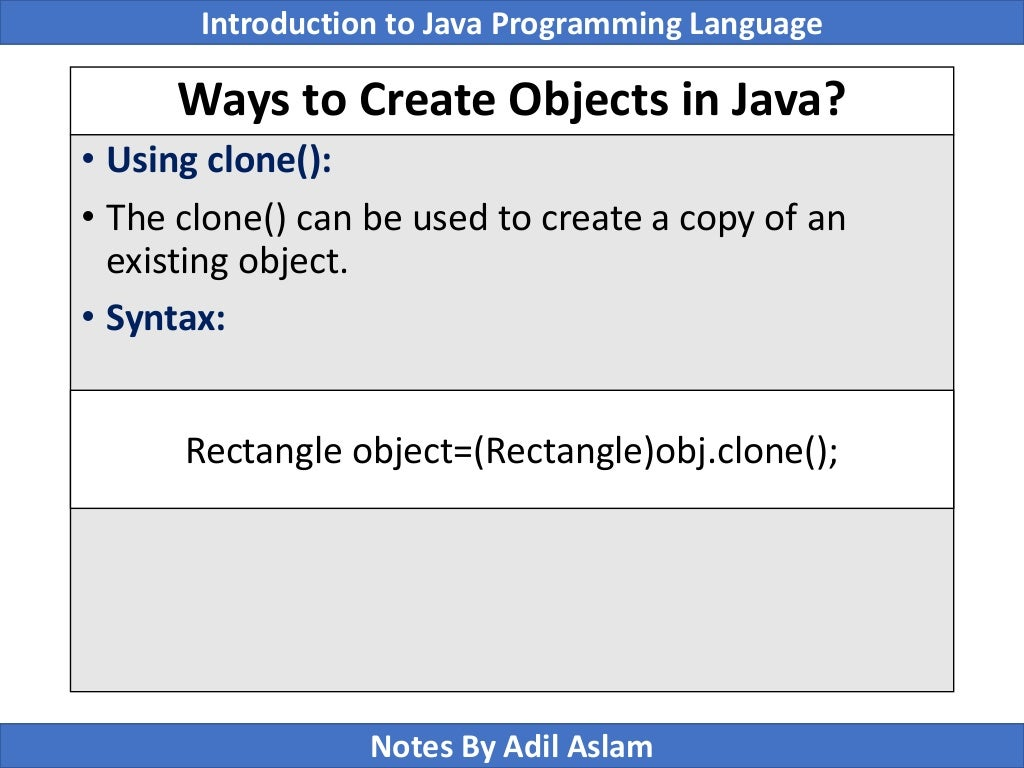 Introduction to Java Programming Language
Ways to Create Objects in Java?
• Using clone():
• The clone() can be used to create a copy of an
existing object.
• Syntax:
Rectangle object=(Rectangle)obj.clone();
Notes By Adil Aslam